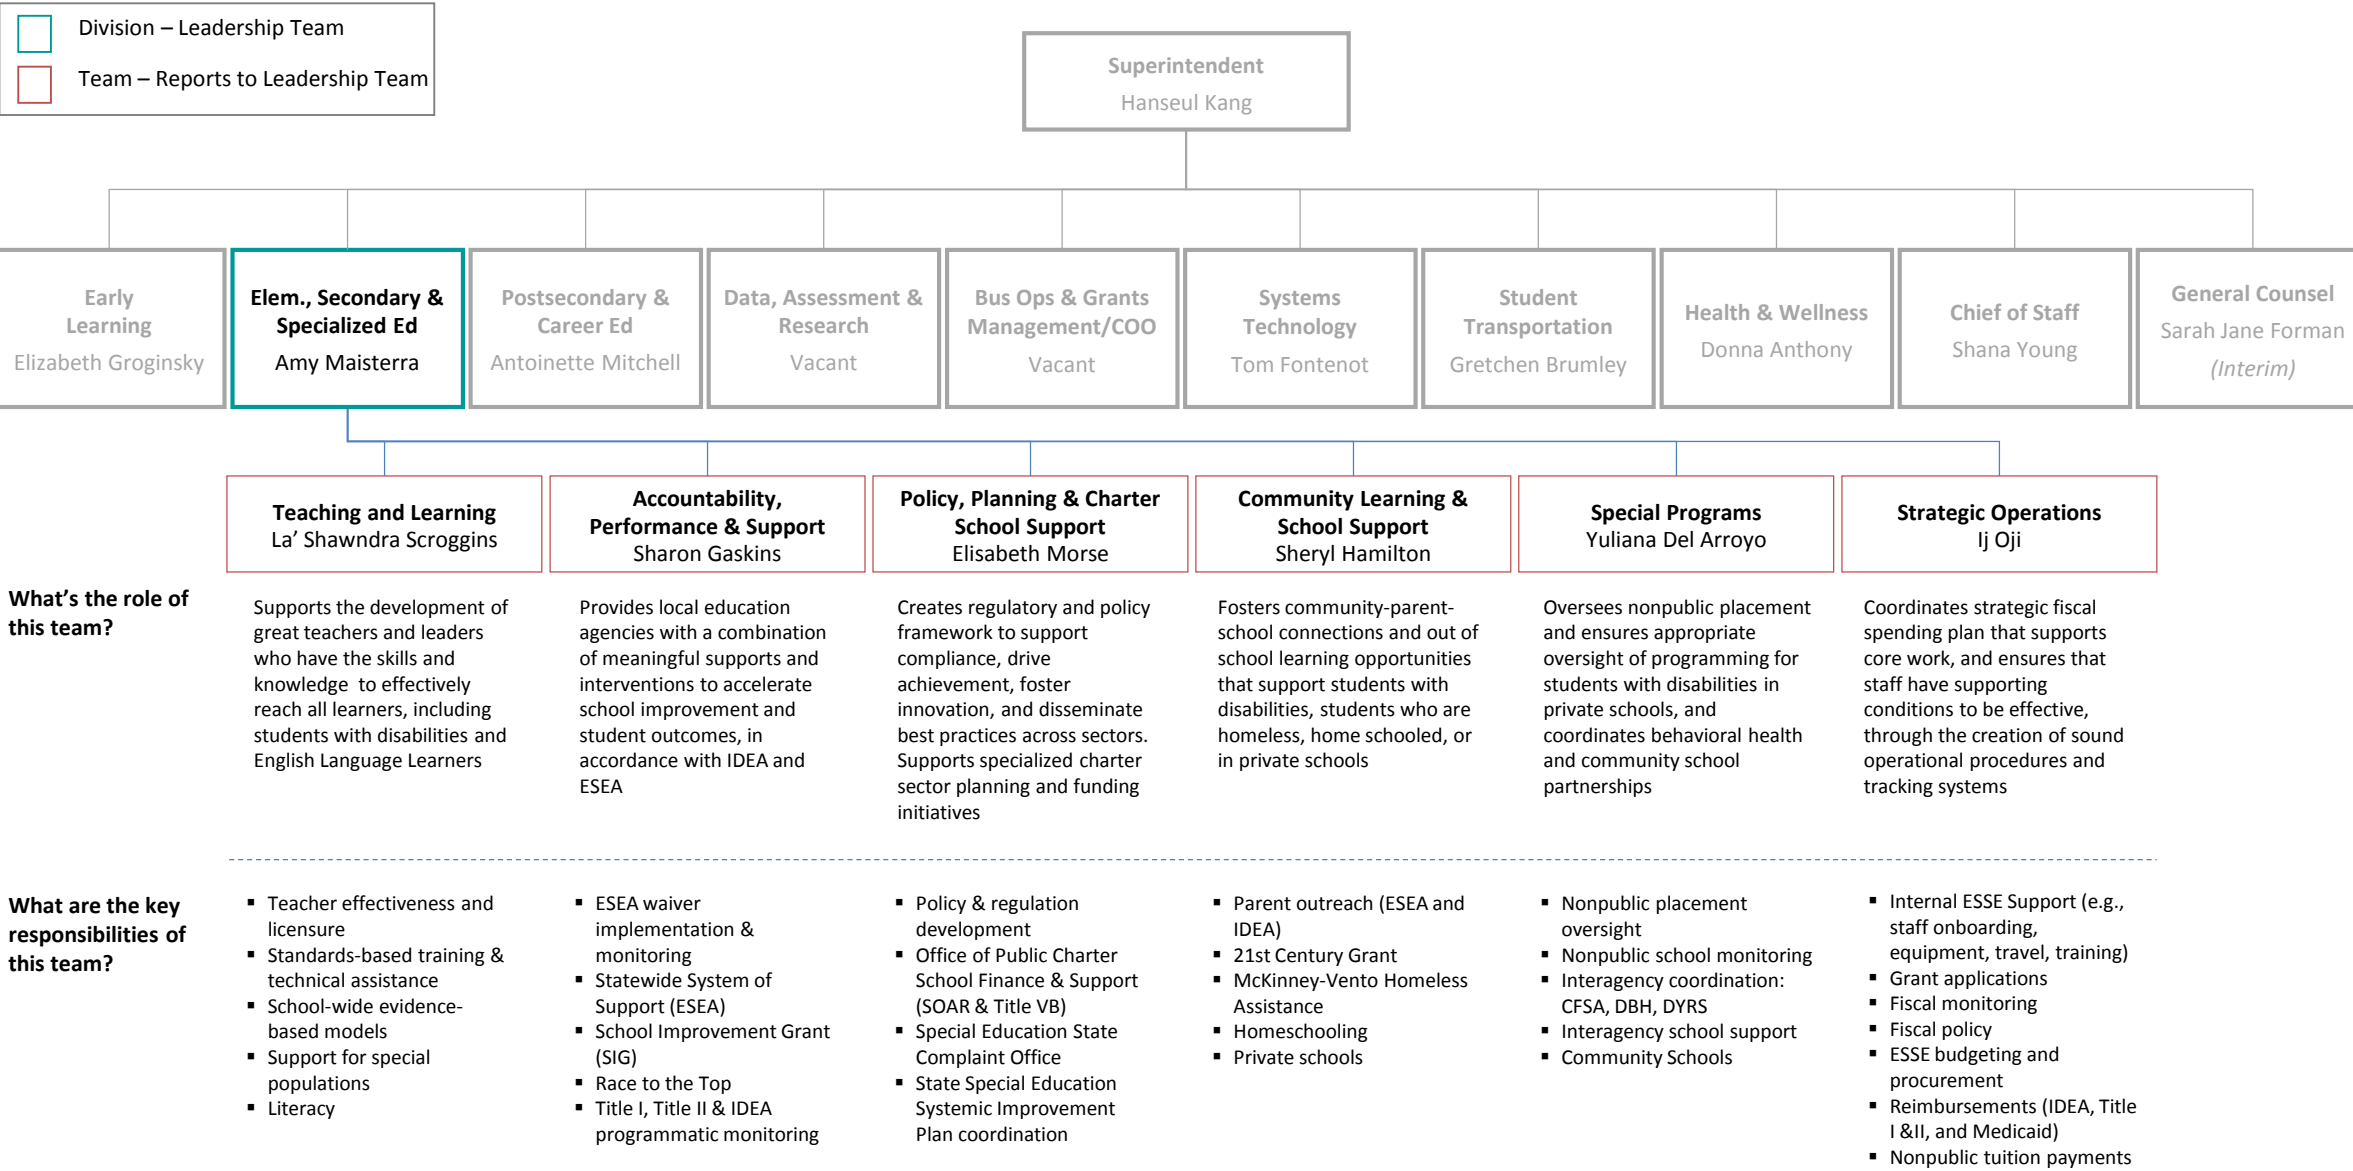 Division – Leadership Team
Team – Reports to Leadership Team
Superintendent
Hanseul Kang
Early
Learning
Elizabeth Groginsky
Elem., Secondary &
Specialized Ed
Amy Maisterra
Postsecondary &
Career Ed
Antoinette Mitchell
Data, Assessment &
Research
Vacant
Bus Ops & Grants
Management/COO
Vacant
Systems
Technology
Tom Fontenot
Student
Transportation
Gretchen Brumley
Health & Wellness
Donna Anthony
Chief of Staff
Shana Young
General Counsel
Sarah Jane Forman
(Interim)
Teaching and Learning
La’ Shawndra Scroggins
Accountability,
Performance & Support
Sharon Gaskins
Policy, Planning & Charter
School Support
Elisabeth Morse
Community Learning &
School Support
Sheryl Hamilton
Special Programs
Yuliana Del Arroyo
Strategic Operations
Ij Oji
What’s the role of
this team?
Supports the development of
great teachers and leaders
who have the skills and
knowledge to effectively
reach all learners, including
students with disabilities and
English Language Learners
Provides local education
agencies with a combination
of meaningful supports and
interventions to accelerate
school improvement and
student outcomes, in
accordance with IDEA and
ESEA
Creates regulatory and policy
framework to support
compliance, drive
achievement, foster
innovation, and disseminate
best practices across sectors.
Supports specialized charter
sector planning and funding
initiatives
Fosters community-parent-
school connections and out of
school learning opportunities
that support students with
disabilities, students who are
homeless, home schooled, or
in private schools
Oversees nonpublic placement
and ensures appropriate
oversight of programming for
students with disabilities in
private schools, and
coordinates behavioral health
and community school
partnerships
Coordinates strategic fiscal
spending plan that supports
core work, and ensures that
staff have supporting
conditions to be effective,
through the creation of sound
operational procedures and
tracking systems
What are the key
responsibilities of
this team?
▪ Teacher effectiveness and
licensure
▪ Standards-based training &
technical assistance
▪ School-wide evidence-
based models
▪ Support for special
populations
▪ Literacy
▪ ESEA waiver
implementation &
monitoring
▪ Statewide System of
Support (ESEA)
▪ School Improvement Grant
(SIG)
▪ Race to the Top
▪ Title I, Title II & IDEA
programmatic monitoring
▪ Policy & regulation
development
▪ Office of Public Charter
School Finance & Support
(SOAR & Title VB)
▪ Special Education State
Complaint Office
▪ State Special Education
Systemic Improvement
Plan coordination
▪ Parent outreach (ESEA and
IDEA)
▪ 21st Century Grant
▪ McKinney-Vento Homeless
Assistance
▪ Homeschooling
▪ Private schools
▪ Nonpublic placement
oversight
▪ Nonpublic school monitoring
▪ Interagency coordination:
CFSA, DBH, DYRS
▪ Interagency school support
▪ Community Schools
▪ Internal ESSE Support (e.g.,
staff onboarding,
equipment, travel, training)
▪ Grant applications
▪ Fiscal monitoring
▪ Fiscal policy
▪ ESSE budgeting and
procurement
▪ Reimbursements (IDEA, Title
I &II, and Medicaid)
▪ Nonpublic tuition payments